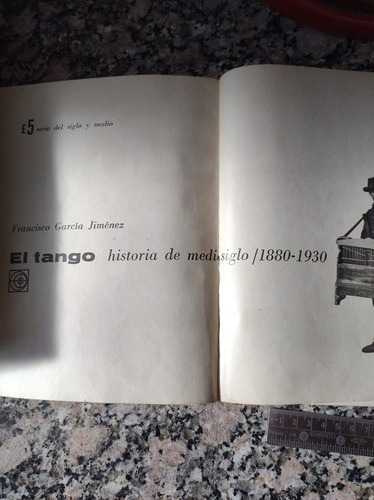 E5 serie del siglo y medio
Francisco García Jiménez
El tango historia de medio siglo/1880-1930